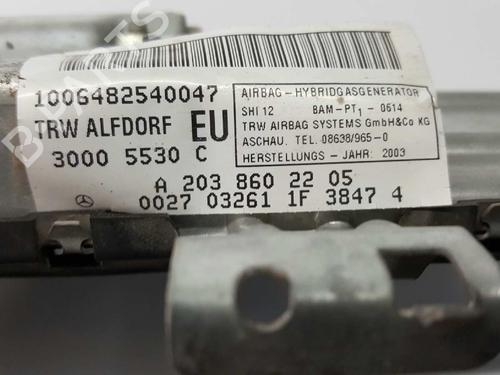 1006482540047
TRW ALFDORF EU
3000 5530 C
AIRBAG - HYBRIDGASGENERATOR
SHI 12 BAM-PT1-0614
TRW AIRBAG SYSTEMS GmbH&Co KG
ASCHAU. TEL. 08638/965-0
HERSTELLUNGS - JAHR: 2003
A 203 860 22 05
0027 03261 1F 3847 4